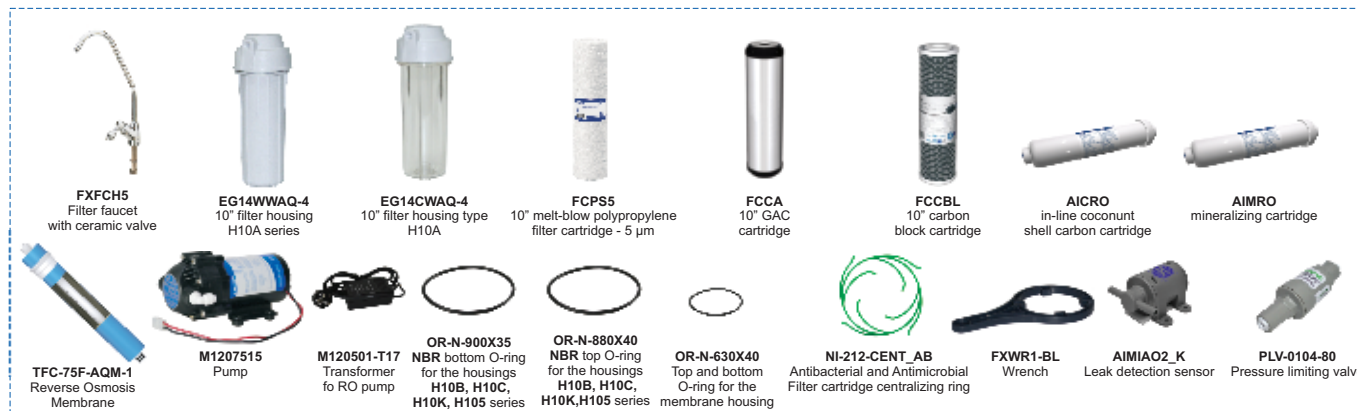 FXFCH5
Filter faucet
with ceramic valve
EG14WWAQ-4
10” filter housing
H10A series
EG14CWAQ-4
10” filter housing type
H10A
FCPS5
10” melt-blow polypropylene
filter cartridge - 5 µm
FCCA
10” GAC
cartridge
FCCBL
10” carbon
block cartridge
AICRO
in-line coconunt
shell carbon cartridge
AIMRO
mineralizing cartridge
TFC-75F-AQM-1
Reverse Osmosis
Membrane
M1207515
Pump
M120501-T17
Transformer
fo RO pump
OR-N-900X35
NBR bottom O-ring
for the housings
H10B, H10C,
H10K, H105 series
OR-N-880X40
NBR top O-ring
for the housings
H10B, H10C,
H10K,H105 series
OR-N-630X40
Top and bottom
O-ring for the
membrane housing
NI-212-CENT_AB
Antibacterial and Antimicrobial
Filter cartridge centralizing ring
FXWR1-BL
Wrench
AIMIAO2_K
Leak detection sensor
PLV-0104-80
Pressure limiting valv